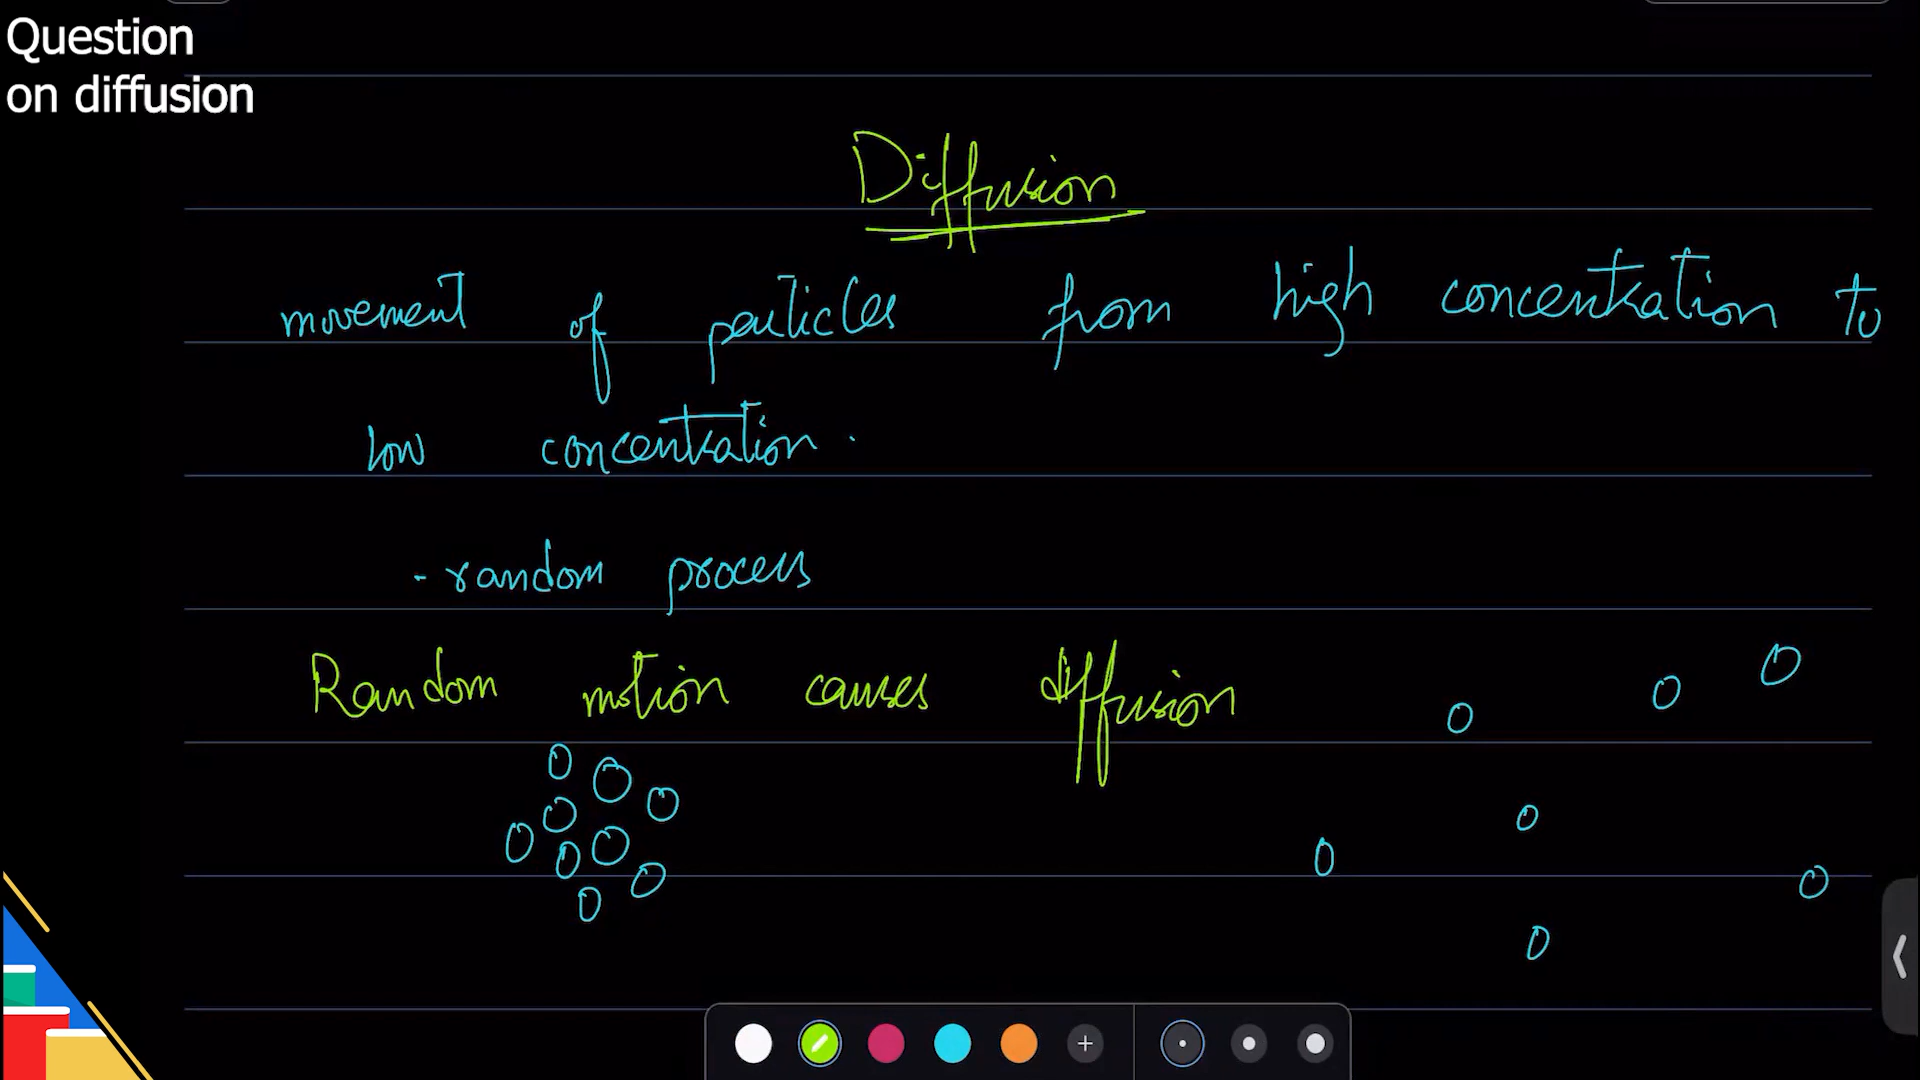 Question
on diffusion
Diffusion
movement of particles from high concentration to
low concentration.
- random process
Random motion causes diffusion